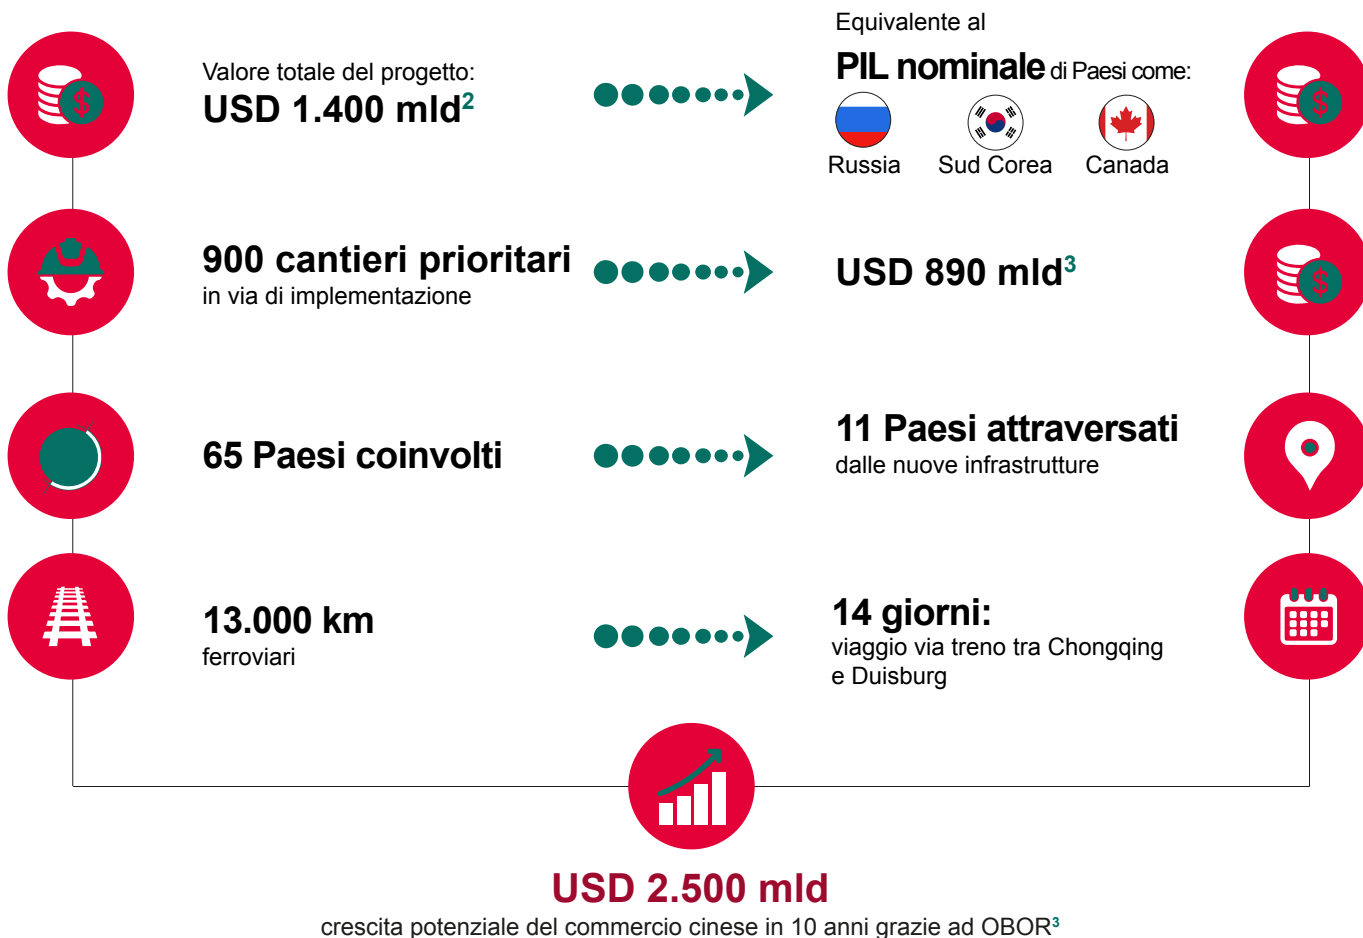 Valore totale del progetto:
USD 1.400 mld²
Equivalente al
PIL nominale di Paesi come:
Russia
Sud Corea
Canada
900 cantieri prioritari
in via di implementazione
USD 890 mld³
65 Paesi coinvolti
11 Paesi attraversati
dalle nuove infrastrutture
13.000 km
ferroviari
14 giorni:
viaggio via treno tra Chongqing
e Duisburg
USD 2.500 mld
crescita potenziale del commercio cinese in 10 anni grazie ad OBOR³